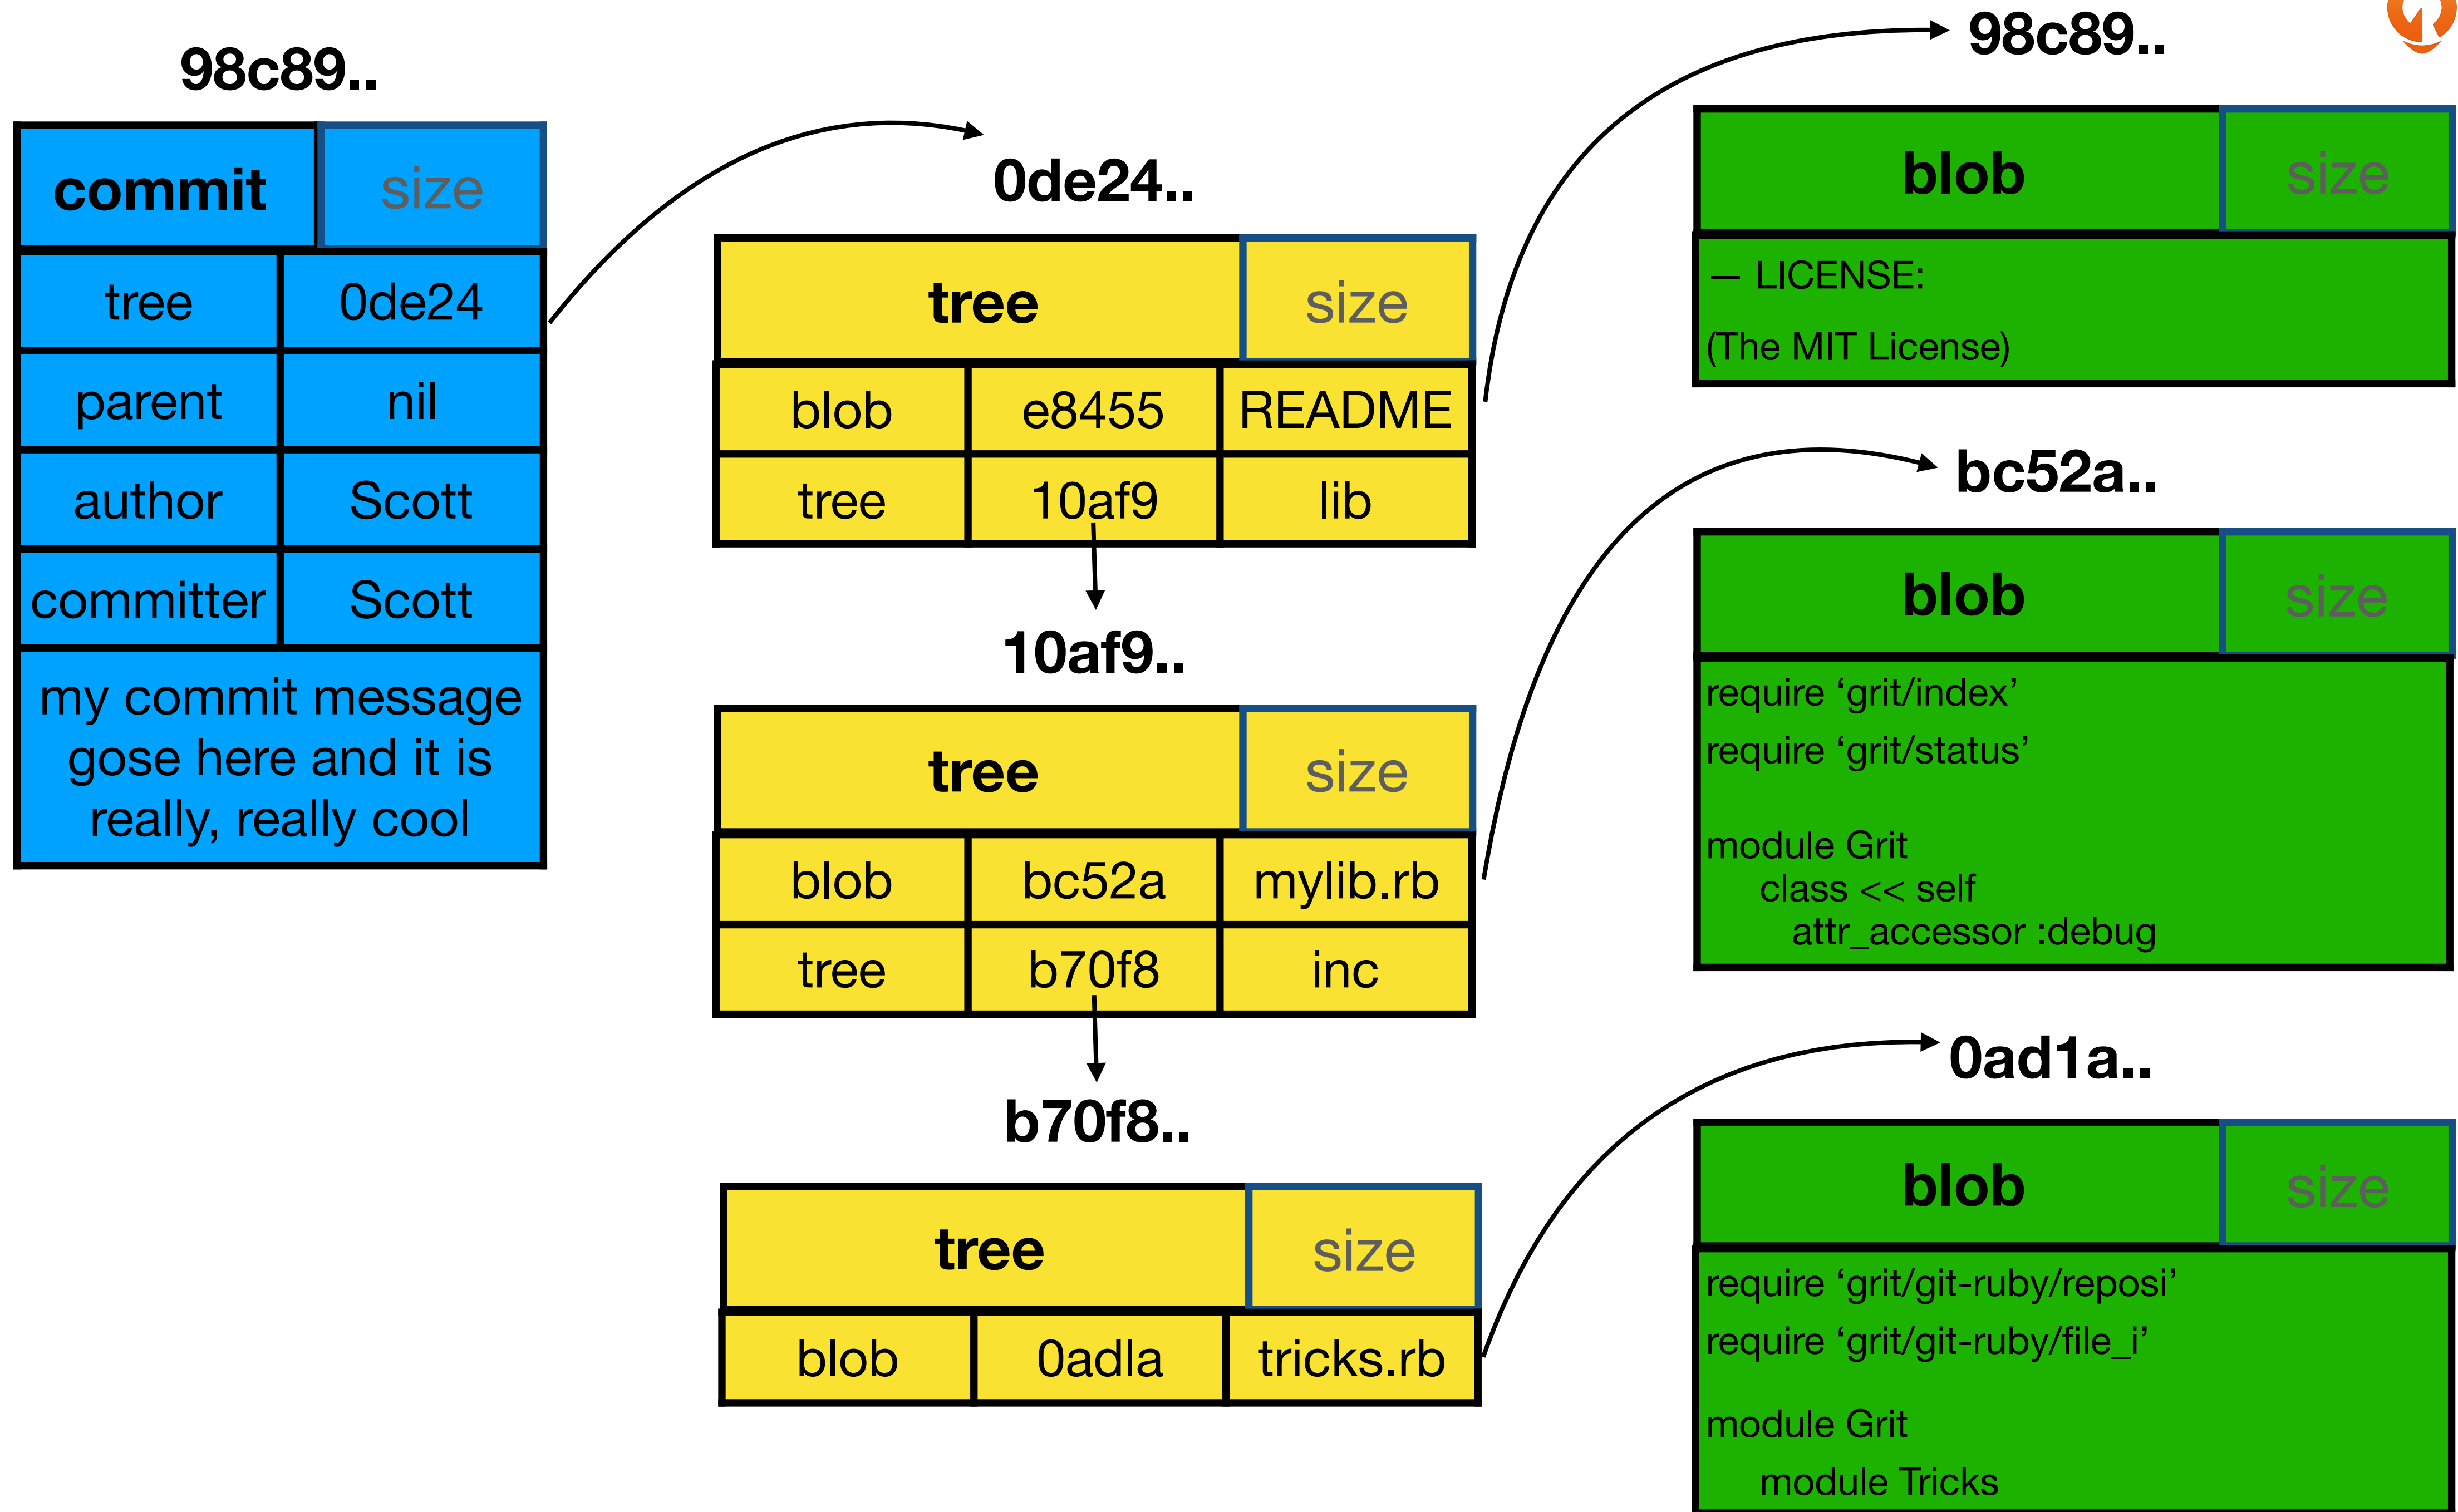 98c89..
commit size
tree 0de24
parent nil
author Scott
committer Scott
my commit message
gose here and it is
really, really cool
0de24..
tree size
blob e8455 README
tree 10af9 lib
10af9..
tree size
blob bc52a mylib.rb
tree b70f8 inc
b70f8..
tree size
blob 0adla tricks.rb
98c89..
blob size
— LICENSE:
(The MIT License)
bc52a..
blob size
require ‘grit/index’
require ‘grit/status’
module Grit
class << self
attr_accessor :debug
0ad1a..
blob size
require ‘grit/git-ruby/reposi’
require ‘grit/git-ruby/file_i’
module Grit
module Tricks